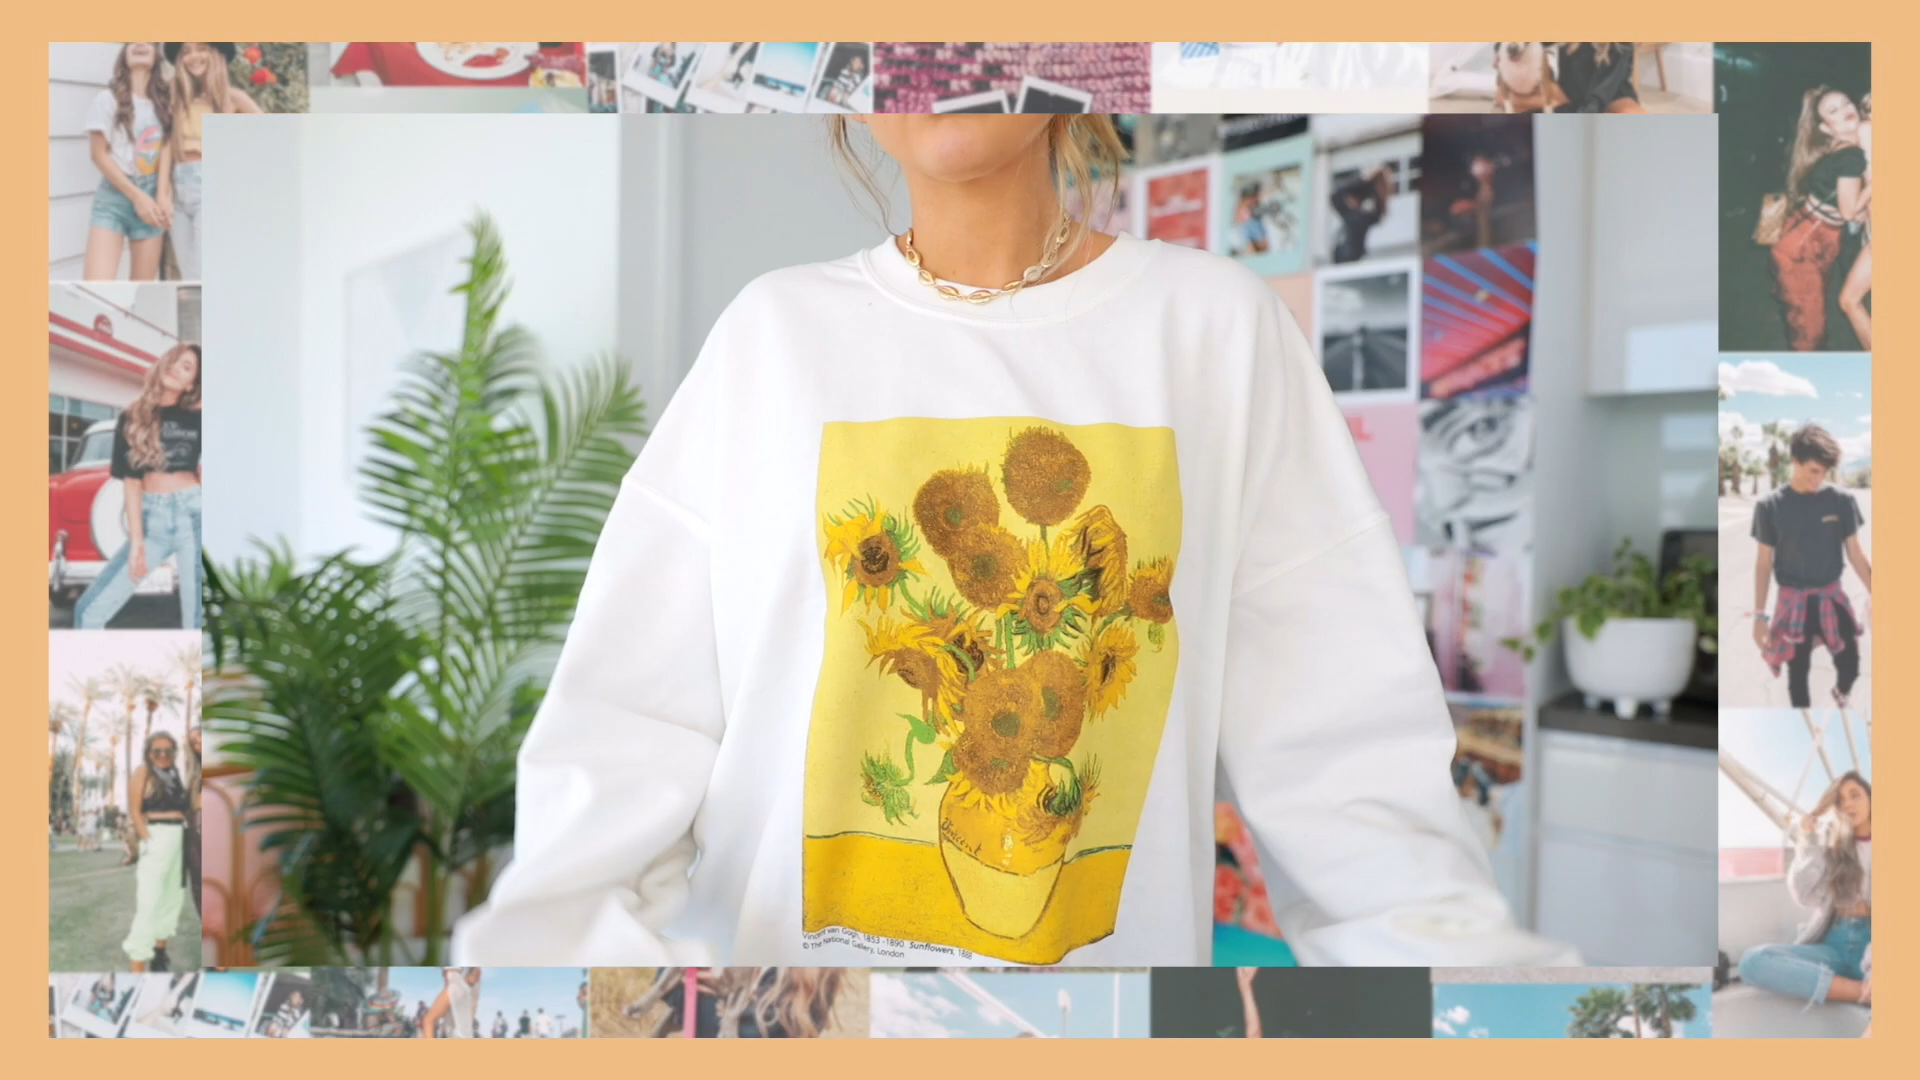 Vincent
Vincent van Gogh, 1853 -1890. Sunflowers, 1888
© The National Gallery, London